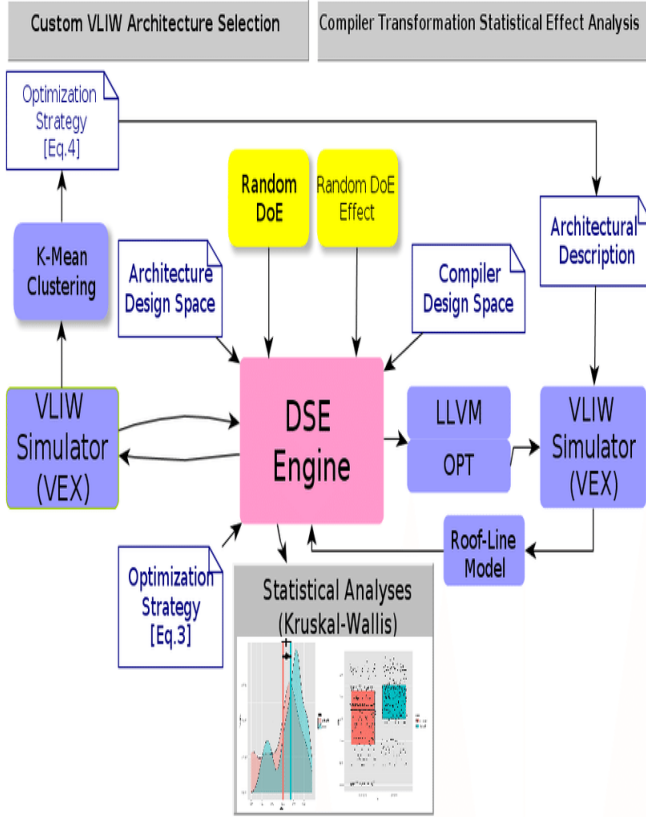 Custom VLIW Architecture Selection
Compiler Transformation Statistical Effect Analysis
Optimization
Strategy
[Eq.4]
Random
DoE
Random DoE
Effect
Architectural
Description
K-Mean
Clustering
Architecture
Design Space
Compiler
Design Space
VLIW
Simulator
(VEX)
DSE
Engine
LLVM
OPT
VLIW
Simulator
(VEX)
Roof-Line
Model
Optimization
Strategy
[Eq.3]
Statistical Analyses
(Kruskal-Wallis)